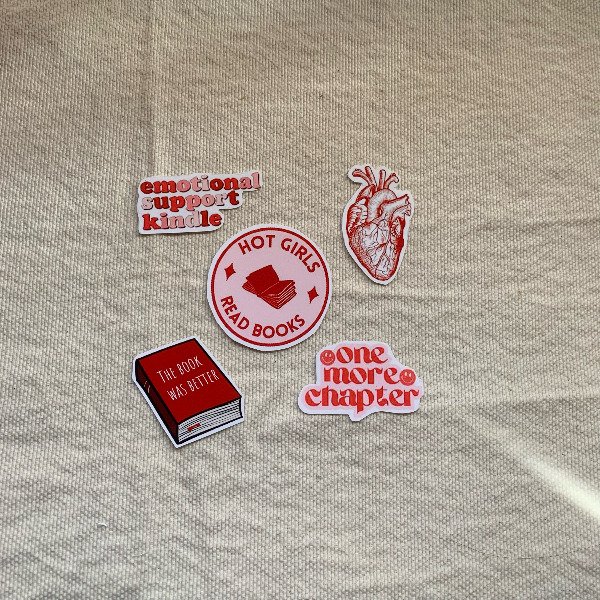 emotional
support
kindle
HOT GIRLS
READ BOOKS
THE BOOK
WAS BETTER
one
more
chapter